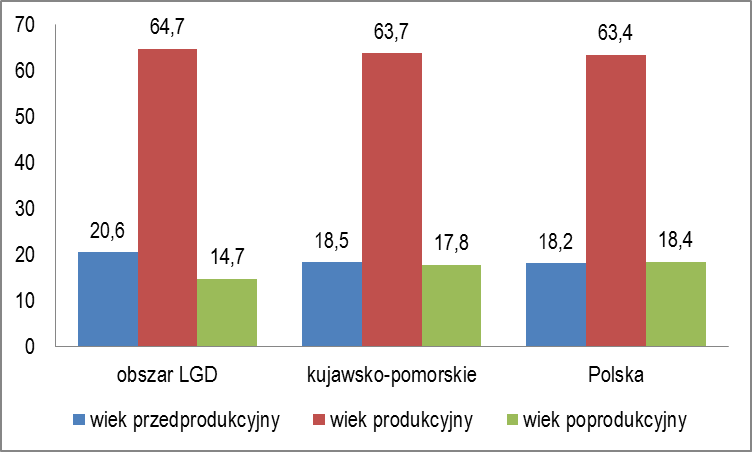 70
60
50
40
30
20
10
0
64,7
63,7
63,4
20,6
14,7
18,5
17,8
18,2
18,4
obszar LGD
kujawsko-pomorskie
Polska
wiek przedprodukcyjny
wiek produkcyjny
wiek poprodukcyjny